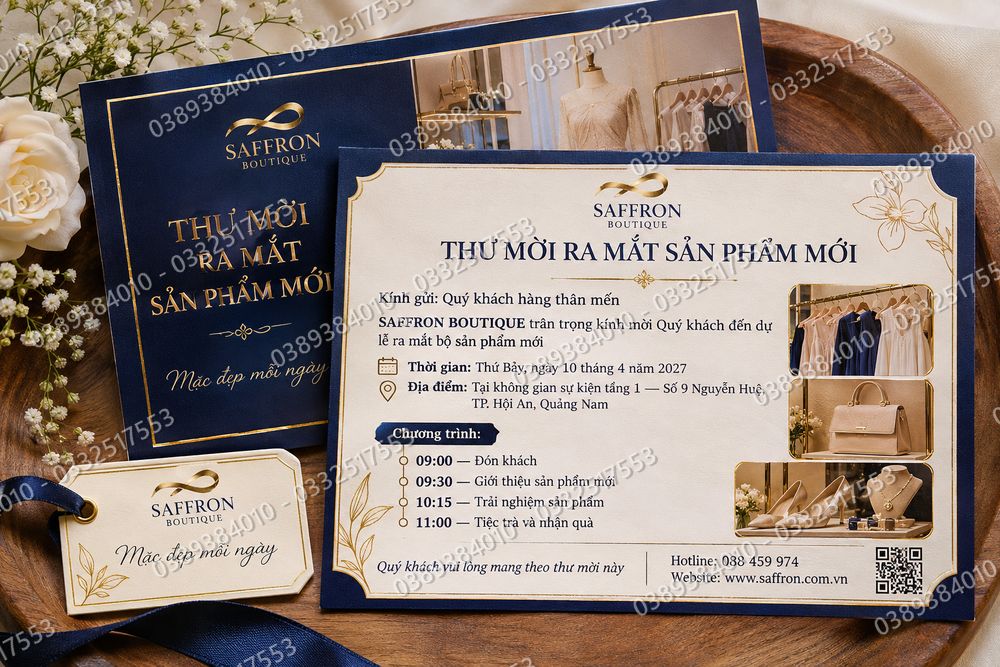 SAFFRON
BOUTIQUE
THƯ MỜI
RA MẮT
SẢN PHẨM MỚI
Mặc đẹp mỗi ngày
SAFFRON
BOUTIQUE
THƯ MỜI RA MẮT SẢN PHẨM MỚI
Kính gửi: Quý khách hàng thân mến
SAFFRON BOUTIQUE trân trọng kính mời Quý khách đến dự
lễ ra mắt bộ sản phẩm mới
Thời gian: Thứ Bảy, ngày 10 tháng 4 năm 2027
Địa điểm: Tại không gian sự kiện tầng 1 — Số 9 Nguyễn Huệ,
TP. Hội An, Quảng Nam
Chương trình:
09:00 — Đón khách
09:30 — Giới thiệu sản phẩm mới
10:15 — Trải nghiệm sản phẩm
11:00 — Tiệc trà và nhận quà
Quý khách vui lòng mang theo thư mời này
Hotline: 088 459 974
Website: www.saffron.com.vn
SAFFRON
BOUTIQUE
Mặc đẹp mỗi ngày
0389384010 - 0332517553